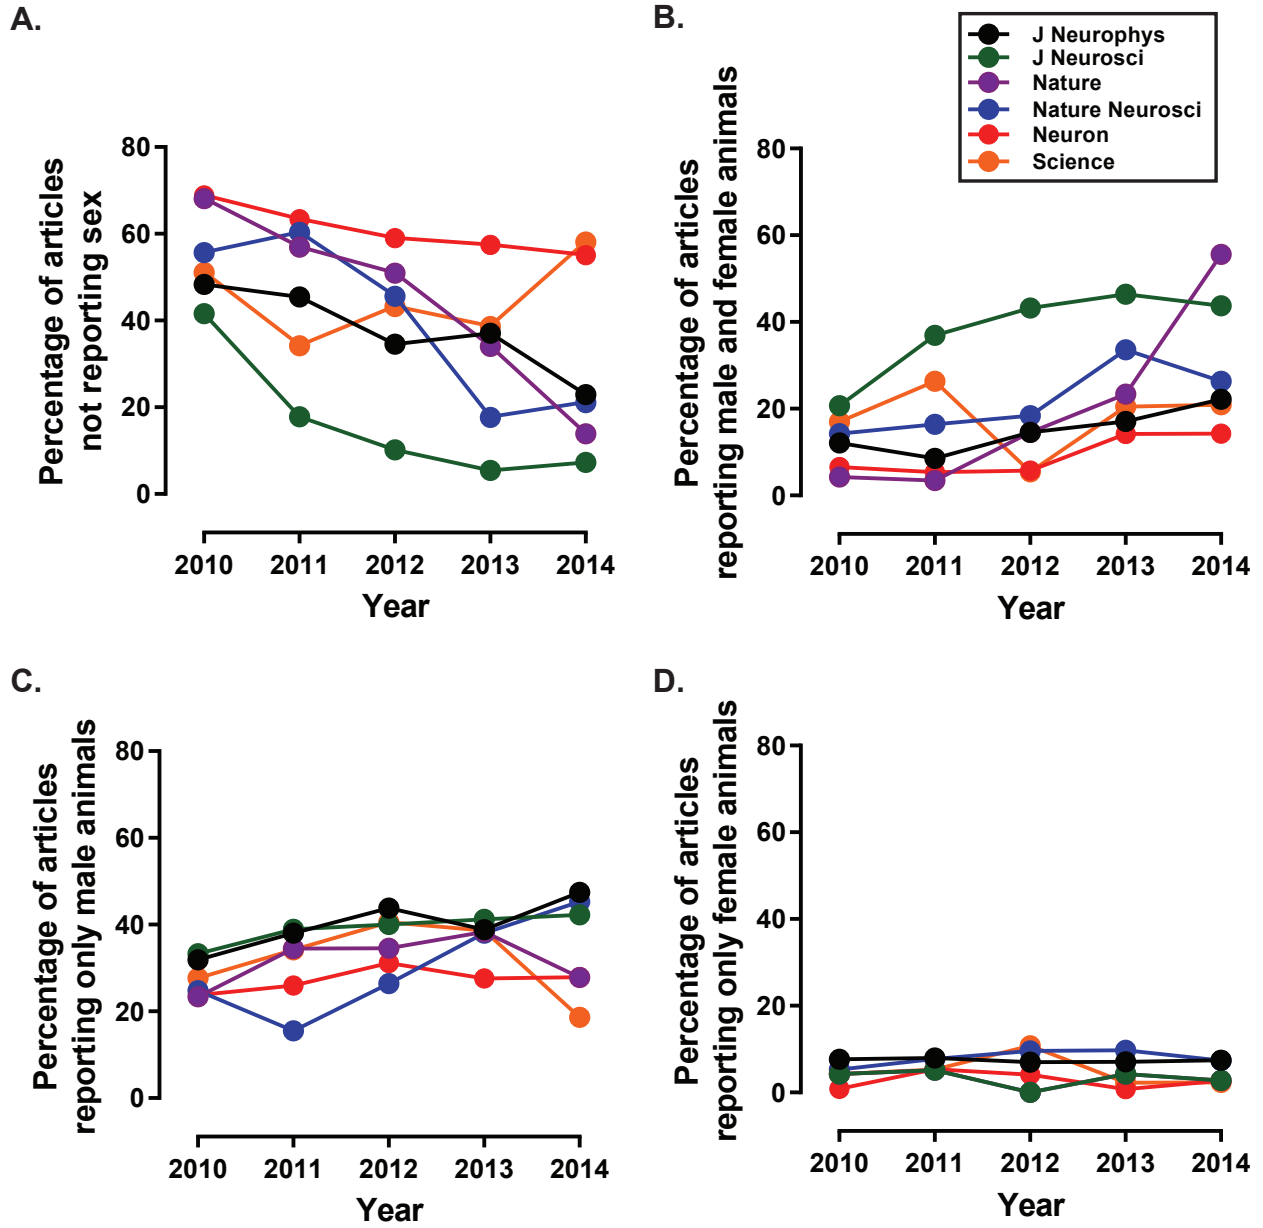 A.
Percentage of articles
not reporting sex
80
60
40
20
0
2010 2011 2012 2013 2014
Year
B.
J Neurophys
J Neurosci
Nature
Nature Neurosci
Neuron
Science
Percentage of articles
reporting male and female animals
80
60
40
20
0
2010 2011 2012 2013 2014
Year
C.
Percentage of articles
reporting only male animals
80
60
40
20
0
2010 2011 2012 2013 2014
Year
D.
Percentage of articles
reporting only female animals
80
60
40
20
0
2010 2011 2012 2013 2014
Year